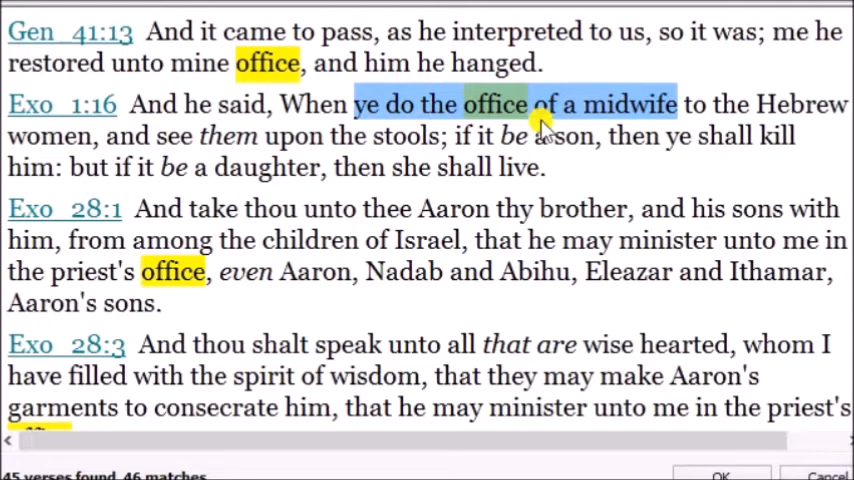 Gen 41:13 And it came to pass, as he interpreted to us, so it was; me he
restored unto mine office, and him he hanged.
Exo 1:16 And he said, When ye do the office of a midwife to the Hebrew
women, and see them upon the stools; if it be a son, then ye shall kill
him: but if it be a daughter, then she shall live.
Exo 28:1 And take thou unto thee Aaron thy brother, and his sons with
him, from among the children of Israel, that he may minister unto me in
the priest's office, even Aaron, Nadab and Abihu, Eleazar and Ithamar,
Aaron's sons.
Exo 28:3 And thou shalt speak unto all that are wise hearted, whom I
have filled with the spirit of wisdom, that they may make Aaron's
garments to consecrate him, that he may minister unto me in the priest's
45 verses found, 46 matches
OK
Cancel